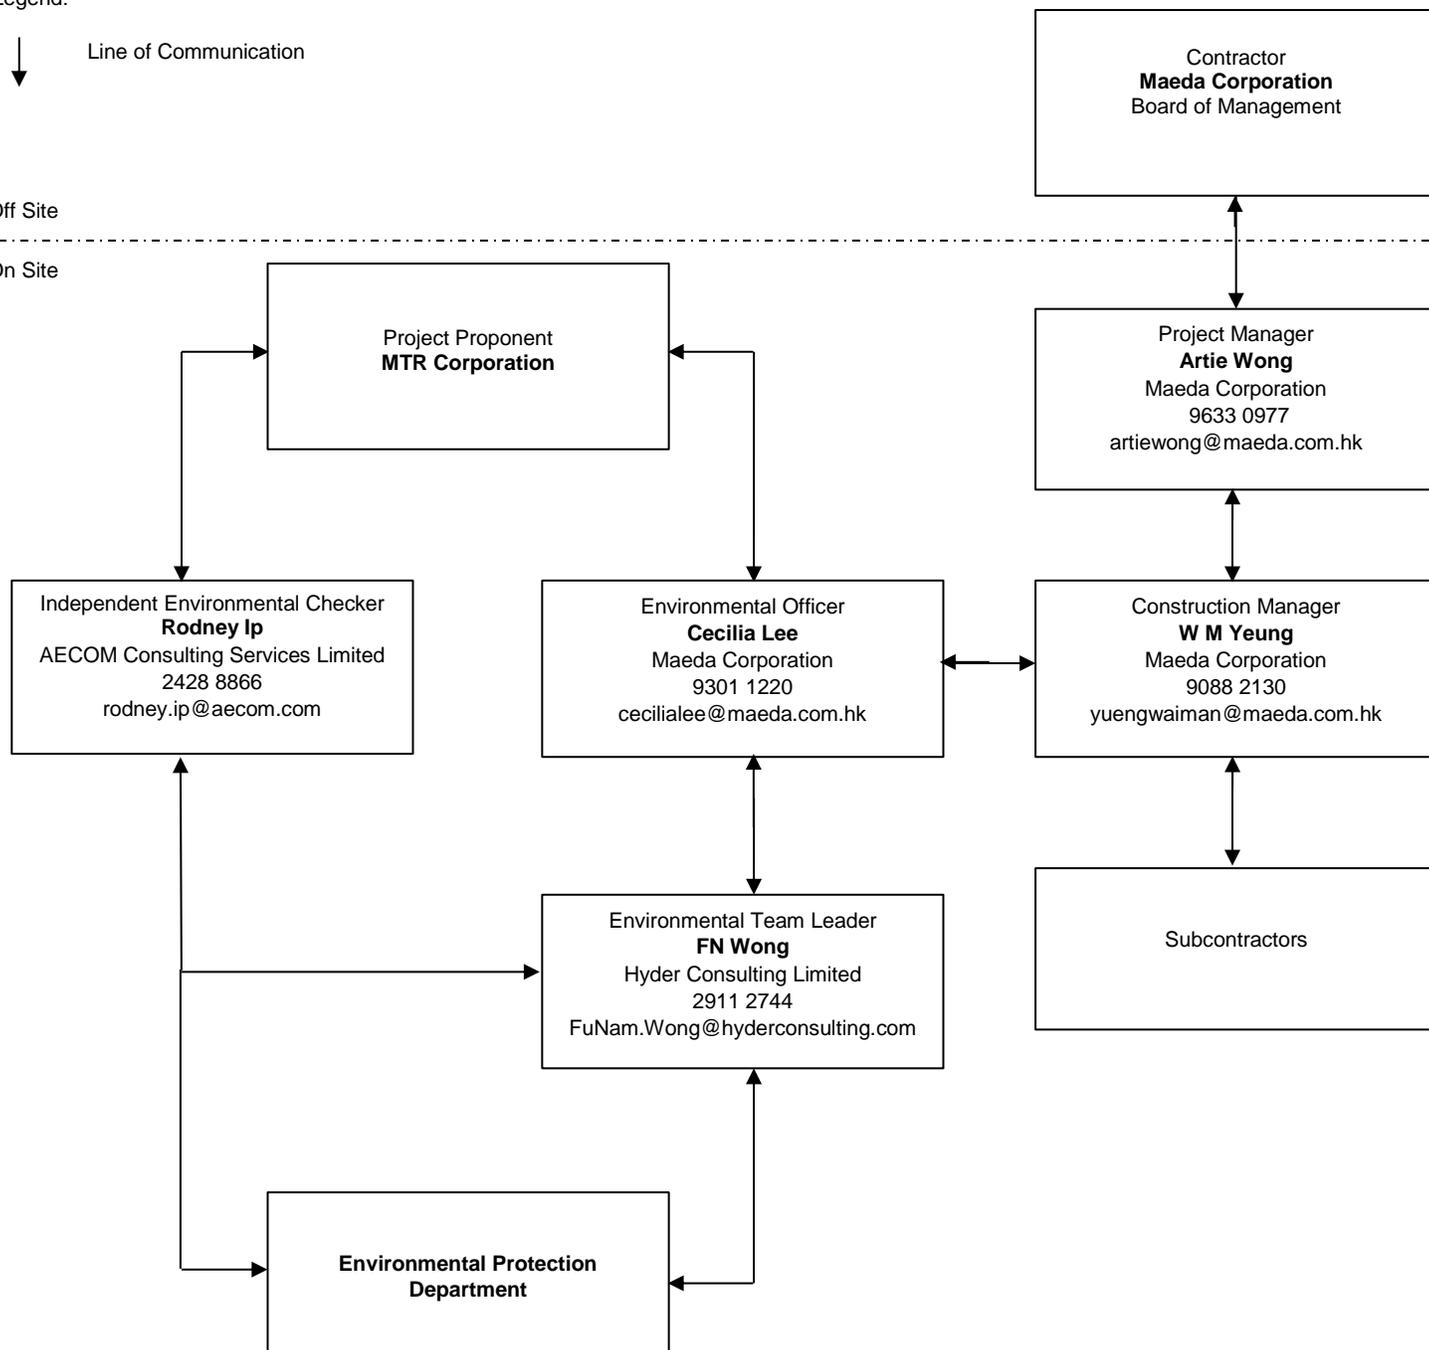 Legend:
Line of Communication
Contractor
Maeda Corporation
Board of Management
Off Site
On Site
Project Proponent
MTR Corporation
Project Manager
Artie Wong
Maeda Corporation
9633 0977
artiewong@maeda.com.hk
Independent Environmental Checker
Rodney Ip
AECOM Consulting Services Limited
2428 8866
rodney.ip@aecom.com
Environmental Officer
Cecilia Lee
Maeda Corporation
9301 1220
cecilialee@maeda.com.hk
Construction Manager
W M Yeung
Maeda Corporation
9088 2130
yuengwaiman@maeda.com.hk
Environmental Team Leader
FN Wong
Hyder Consulting Limited
2911 2744
FuNam.Wong@hyderconsulting.com
Subcontractors
Environmental Protection
Department